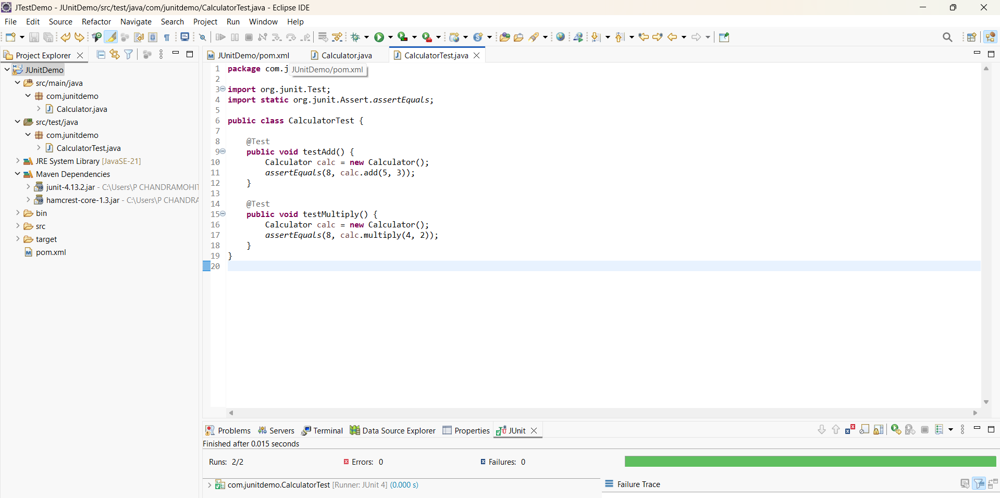 JTestDemo - JUnitDemo/src/test/java/com/junitdemo/CalculatorTest.java - Eclipse IDE
File Edit Source Refactor Navigate Search Project Run Window Help
Project Explorer
JUnitDemo
src/main/java
com.junitdemo
Calculator.java
src/test/java
com.junitdemo
CalculatorTest.java
JRE System Library [JavaSE-21]
Maven Dependencies
junit-4.13.2.jar - C:\Users\P CHANDRAMOHIT
hamcrest-core-1.3.jar - C:\Users\P CHANDRA
bin
src
target
pom.xml
JUnitDemo/pom.xml Calculator.java CalculatorTest.java
1 package com.j
JUnitDemo/pom.xml
2
3 import org.junit.Test;
4 import static org.junit.Assert.assertEquals;
5
6 public class CalculatorTest {
7
8     @Test
9     public void testAdd() {
10         Calculator calc = new Calculator();
11         assertEquals(8, calc.add(5, 3));
12     }
13
14     @Test
15     public void testMultiply() {
16         Calculator calc = new Calculator();
17         assertEquals(8, calc.multiply(4, 2));
18     }
19 }
20
Problems Servers Terminal Data Source Explorer Properties JUnit
Finished after 0.015 seconds
Runs: 2/2 Errors: 0 Failures: 0
com.junitdemo.CalculatorTest [Runner: JUnit 4] (0.000 s)
Failure Trace